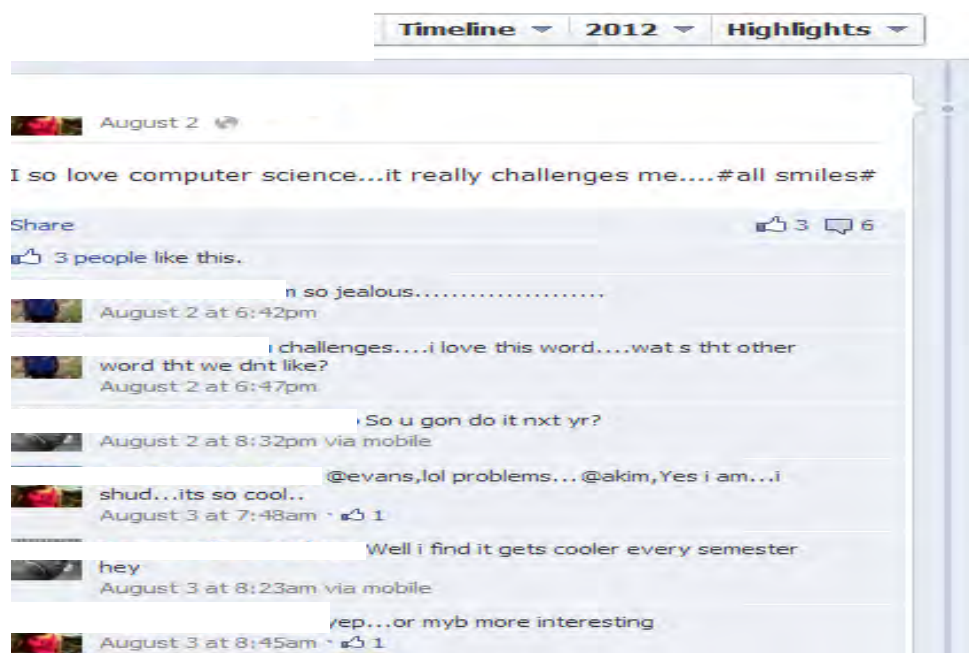 Timeline 2012 Highlights
August 2
I so love computer science...it really challenges me....#all smiles#
Share 3 6
3 people like this.
so jealous.....................
August 2 at 6:42pm
challenges....i love this word....wat s tht other
word tht we dnt like?
August 2 at 6:47pm
So u gon do it nxt yr?
August 2 at 8:32pm via mobile
@evans,lol problems...@akim,Yes i am...i
shud...its so cool..
August 3 at 7:48am · 1
Well i find it gets cooler every semester
hey
August 3 at 8:23am via mobile
yep...or myb more interesting
August 3 at 8:45am · 1